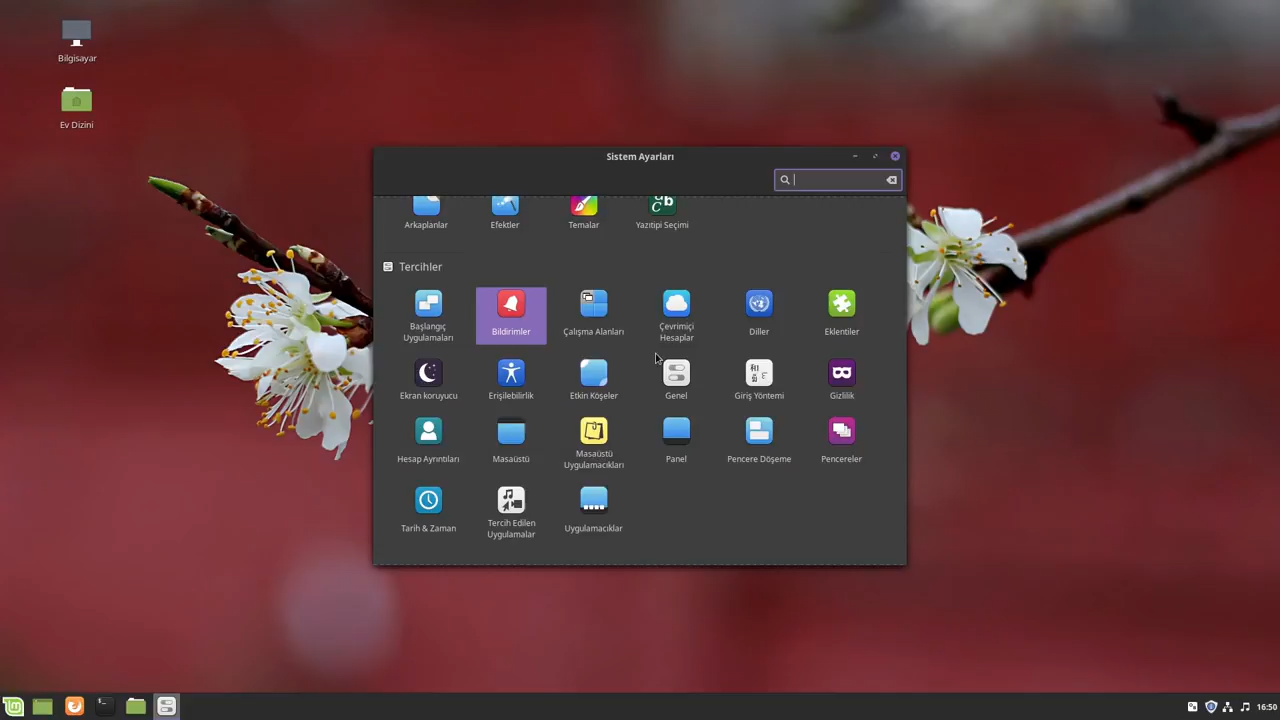 Bilgisayar
Ev Dizini
Sistem Ayarları
Arkaplanlar
Efektler
Temalar
Yazıtipi Seçimi
Tercihler
Başlangıç
Uygulamaları
Bildirimler
Çalışma Alanları
Çevrimiçi
Hesaplar
Diller
Eklentiler
Ekran koruyucu
Erişilebilirlik
Etkin Köşeler
Genel
Giriş Yöntemi
Gizlilik
Hesap Ayrıntıları
Masaüstü
Masaüstü
Uygulamacıkları
Panel
Pencere Döşeme
Pencereler
Tarih & Zaman
Tercih Edilen
Uygulamalar
Uygulamacıklar
16:50